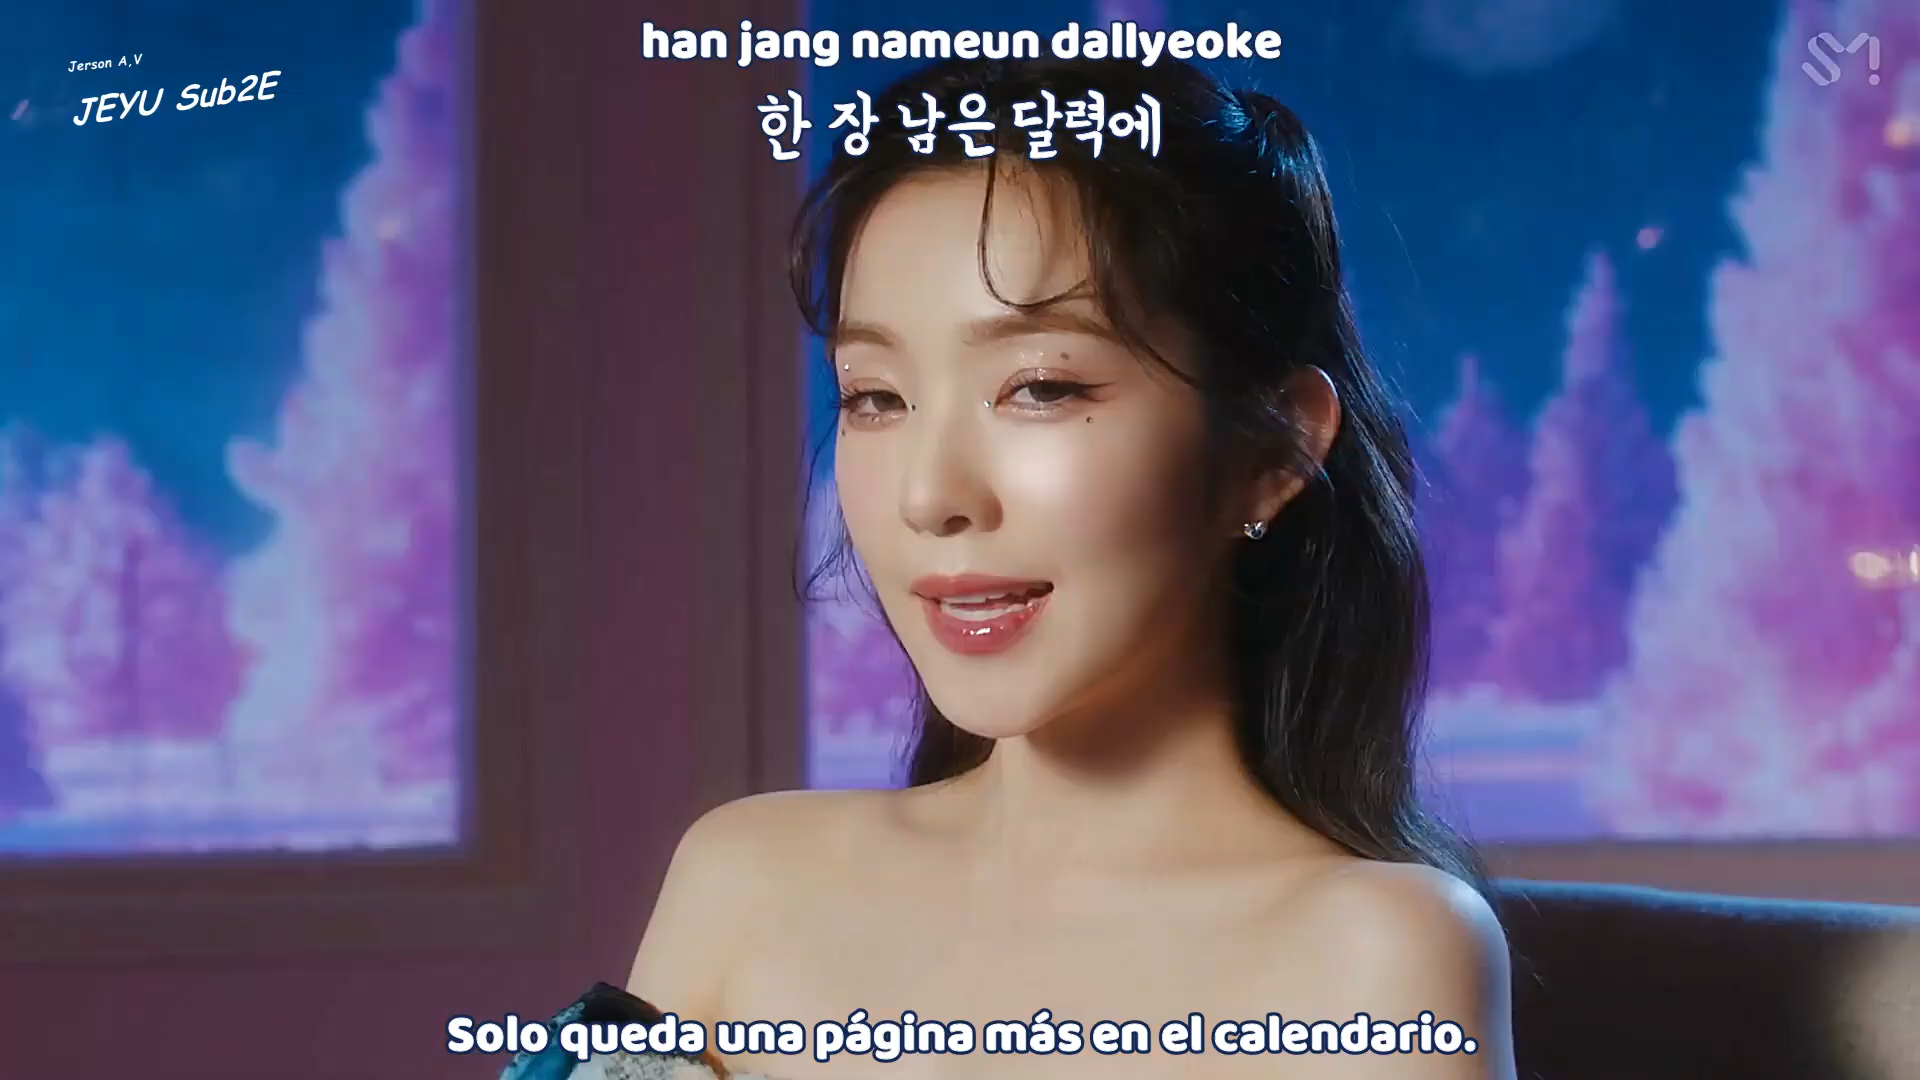 han jang nameun dallyeoke
한 장 남은 달력에
Jerson A,V
JEYU Sub2E
SM!
Solo queda una página más en el calendario.